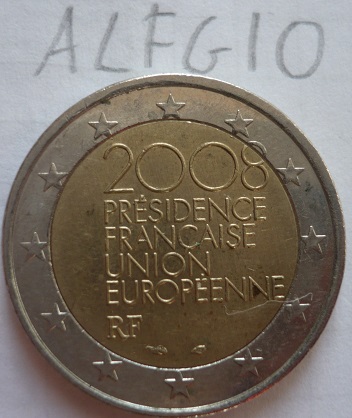 ALFGIO
2008
PRÉSIDENCE
FRANÇAISE
UNION
EUROPÉENNE
RF